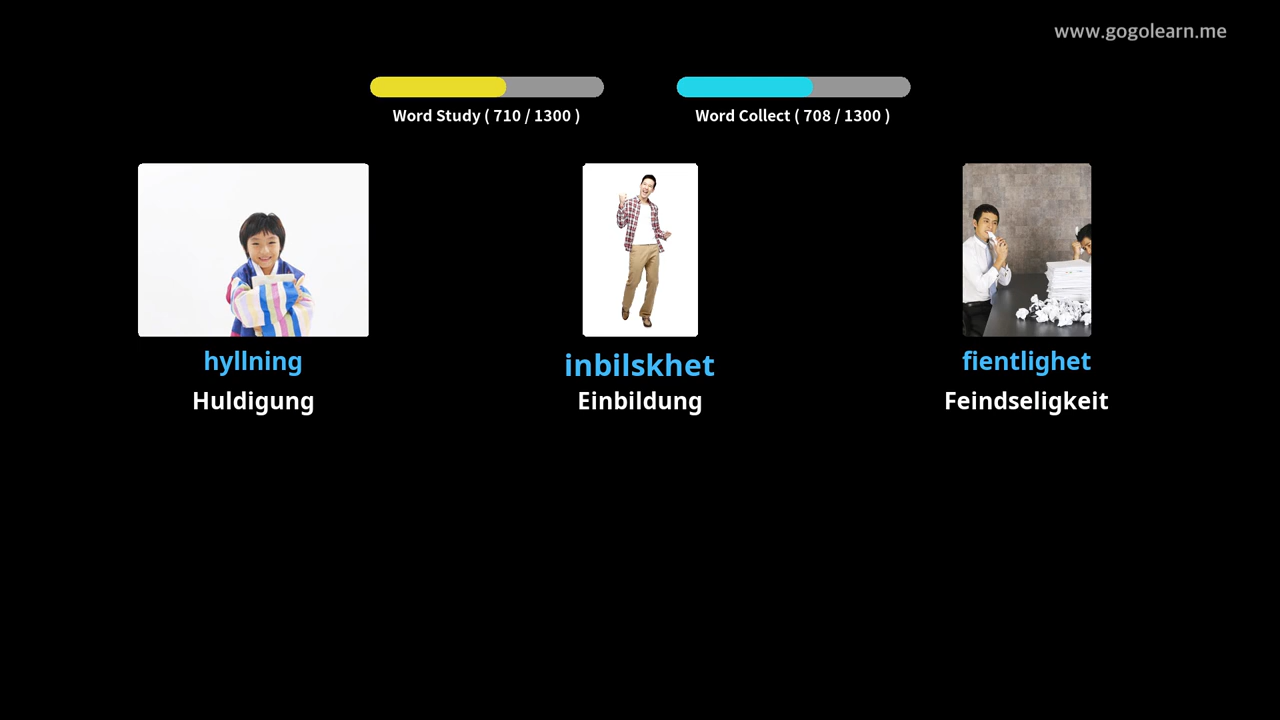 www.gogolearn.me
Word Study ( 710 / 1300 )
Word Collect ( 708 / 1300 )
hyllning
Huldigung
inbilskhet
Einbildung
fientlighet
Feindseligkeit